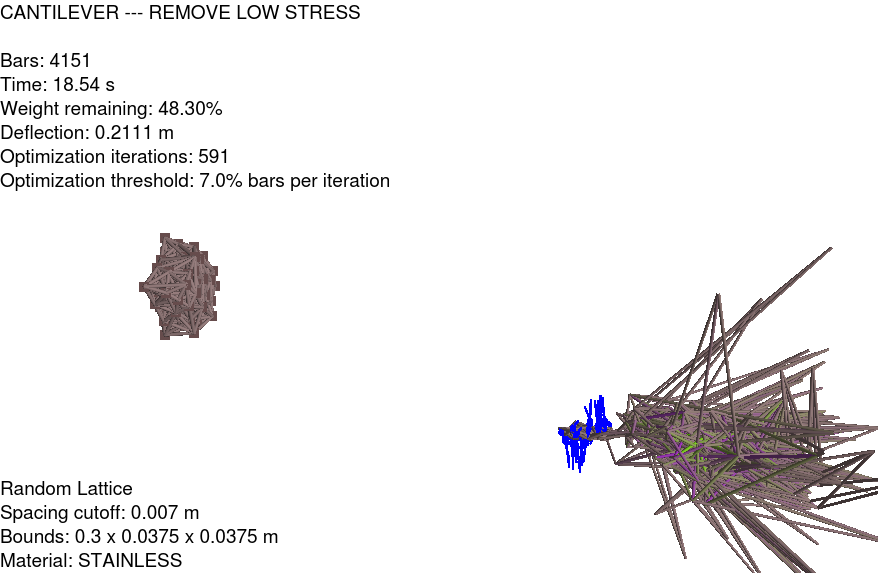 CANTILEVER --- REMOVE LOW STRESS
Bars: 4151
Time: 18.54 s
Weight remaining: 48.30%
Deflection: 0.2111 m
Optimization iterations: 591
Optimization threshold: 7.0% bars per iteration
Random Lattice
Spacing cutoff: 0.007 m
Bounds: 0.3 x 0.0375 x 0.0375 m
Material: STAINLESS